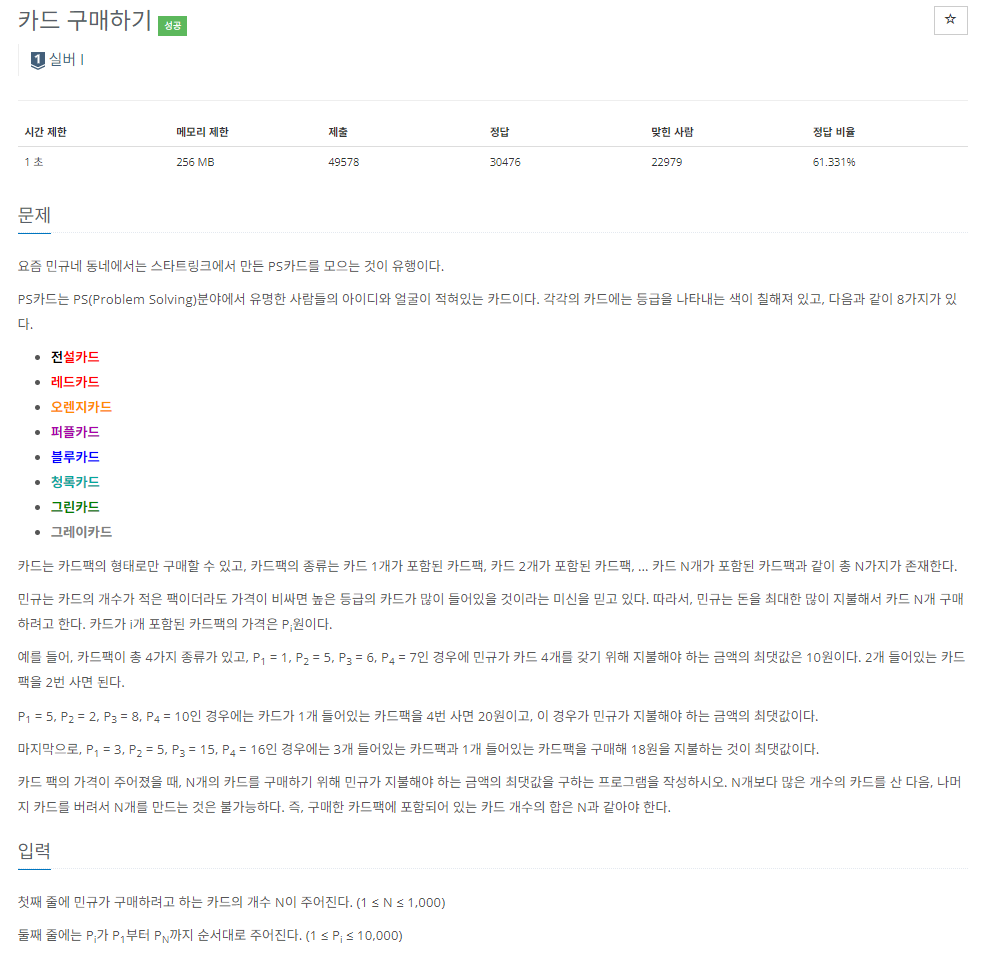 카드 구매하기 성공
☆
1 실버 I
시간 제한 메모리 제한 제출 정답 맞힌 사람 정답 비율
1 초 256 MB 49578 30476 22979 61.331%
문제
요즘 민규네 동네에서는 스타트링크에서 만든 PS카드를 모으는 것이 유행이다.
PS카드는 PS(Problem Solving)분야에서 유명한 사람들의 아이디와 얼굴이 적혀있는 카드이다. 각각의 카드에는 등급을 나타내는 색이 칠해져 있고, 다음과 같이 8가지가 있
다.
• 전설카드
• 레드카드
• 오렌지카드
• 퍼플카드
• 블루카드
• 청록카드
• 그린카드
• 그레이카드
카드는 카드팩의 형태로만 구매할 수 있고, 카드팩의 종류는 카드 1개가 포함된 카드팩, 카드 2개가 포함된 카드팩, ... 카드 N개가 포함된 카드팩과 같이 총 N가지가 존재한다.
민규는 카드의 개수가 적은 팩이더라도 가격이 비싸면 높은 등급의 카드가 많이 들어있을 것이라는 미신을 믿고 있다. 따라서, 민규는 돈을 최대한 많이 지불해서 카드 N개 구매
하려고 한다. 카드가 i개 포함된 카드팩의 가격은 Pi원이다.
예를 들어, 카드팩이 총 4가지 종류가 있고, P1 = 1, P2 = 5, P3 = 6, P4 = 7인 경우에 민규가 카드 4개를 갖기 위해 지불해야 하는 금액의 최댓값은 10원이다. 2개 들어있는 카드
팩을 2번 사면 된다.
P1 = 5, P2 = 2, P3 = 8, P4 = 10인 경우에는 카드가 1개 들어있는 카드팩을 4번 사면 20원이고, 이 경우가 민규가 지불해야 하는 금액의 최댓값이다.
마지막으로, P1 = 3, P2 = 5, P3 = 15, P4 = 16인 경우에는 3개 들어있는 카드팩과 1개 들어있는 카드팩을 구매해 18원을 지불하는 것이 최댓값이다.
카드 팩의 가격이 주어졌을 때, N개의 카드를 구매하기 위해 민규가 지불해야 하는 금액의 최댓값을 구하는 프로그램을 작성하시오. N개보다 많은 개수의 카드를 산 다음, 나머
지 카드를 버려서 N개를 만드는 것은 불가능하다. 즉, 구매한 카드팩에 포함되어 있는 카드 개수의 합은 N과 같아야 한다.
입력
첫째 줄에 민규가 구매하려고 하는 카드의 개수 N이 주어진다. (1 ≤ N ≤ 1,000)
둘째 줄에는 Pi가 P1부터 PN까지 순서대로 주어진다. (1 ≤ Pi ≤ 10,000)